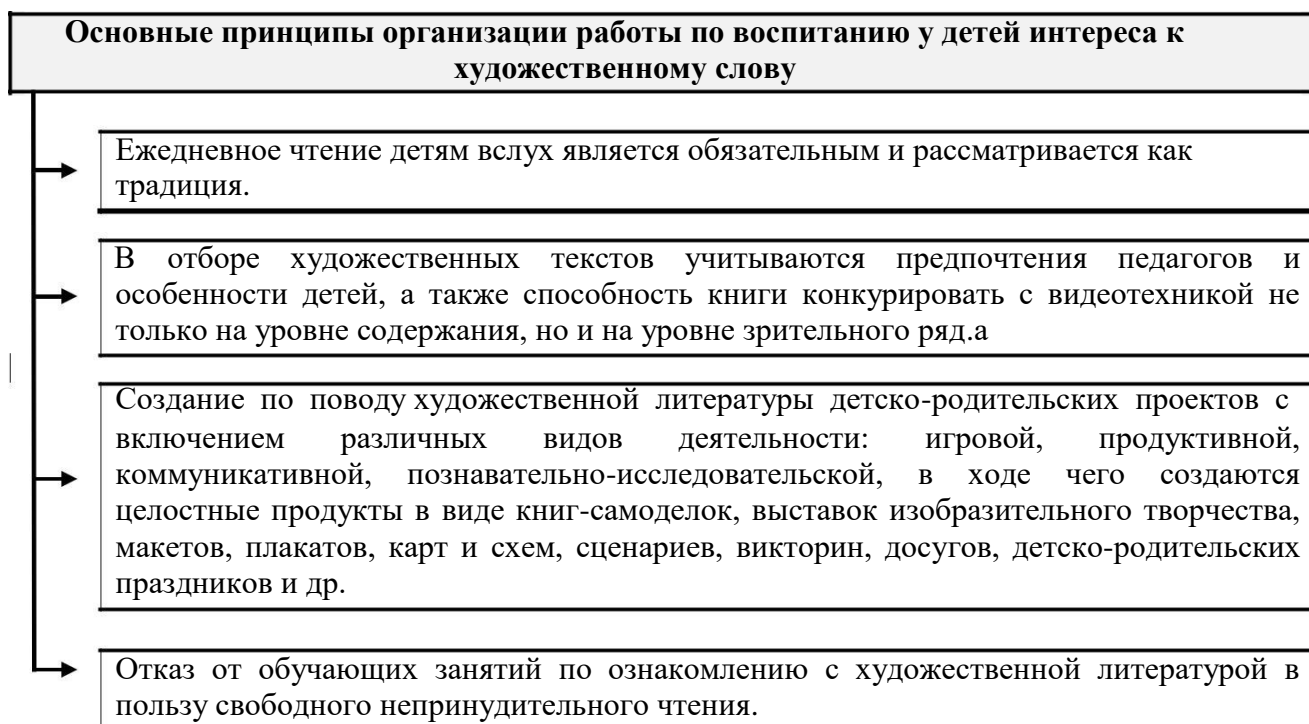 Основные принципы организации работы по воспитанию у детей интереса к
художественному слову
Ежедневное чтение детям вслух является обязательным и рассматривается как
традиция.
В отборе художественных текстов учитываются предпочтения педагогов и
особенности детей, а также способность книги конкурировать с видеотехникой не
только на уровне содержания, но и на уровне зрительного ряд.а
Создание по поводу художественной литературы детско-родительских проектов с
включением различных видов деятельности: игровой, продуктивной,
коммуникативной, познавательно-исследовательской, в ходе чего создаются
целостные продукты в виде книг-самоделок, выставок изобразительного творчества,
макетов, плакатов, карт и схем, сценариев, викторин, досугов, детско-родительских
праздников и др.
Отказ от обучающих занятий по ознакомлению с художественной литературой в
пользу свободного непринудительного чтения.